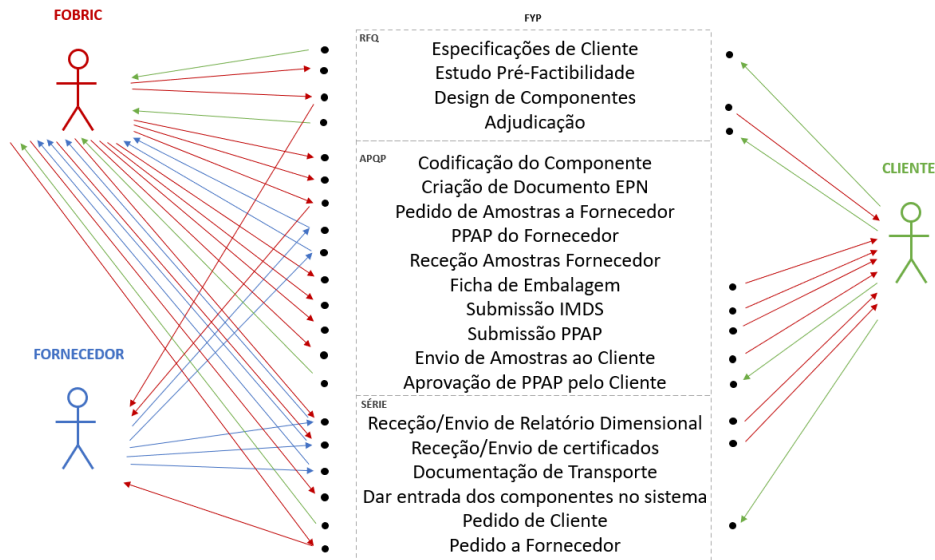 FOBRIC
FYP
RFQ
Especificações de Cliente
Estudo Pré-Factibilidade
Design de Componentes
Adjudicação
APQP
Codificação do Componente
Criação de Documento EPN
Pedido de Amostras a Fornecedor
PPAP do Fornecedor
Receção Amostras Fornecedor
Ficha de Embalagem
Submissão IMDS
Submissão PPAP
Envio de Amostras ao Cliente
Aprovação de PPAP pelo Cliente
CLIENTE
FORNECEDOR
SÉRIE
Receção/Envio de Relatório Dimensional
Receção/Envio de certificados
Documentação de Transporte
Dar entrada dos componentes no sistema
Pedido de Cliente
Pedido a Fornecedor